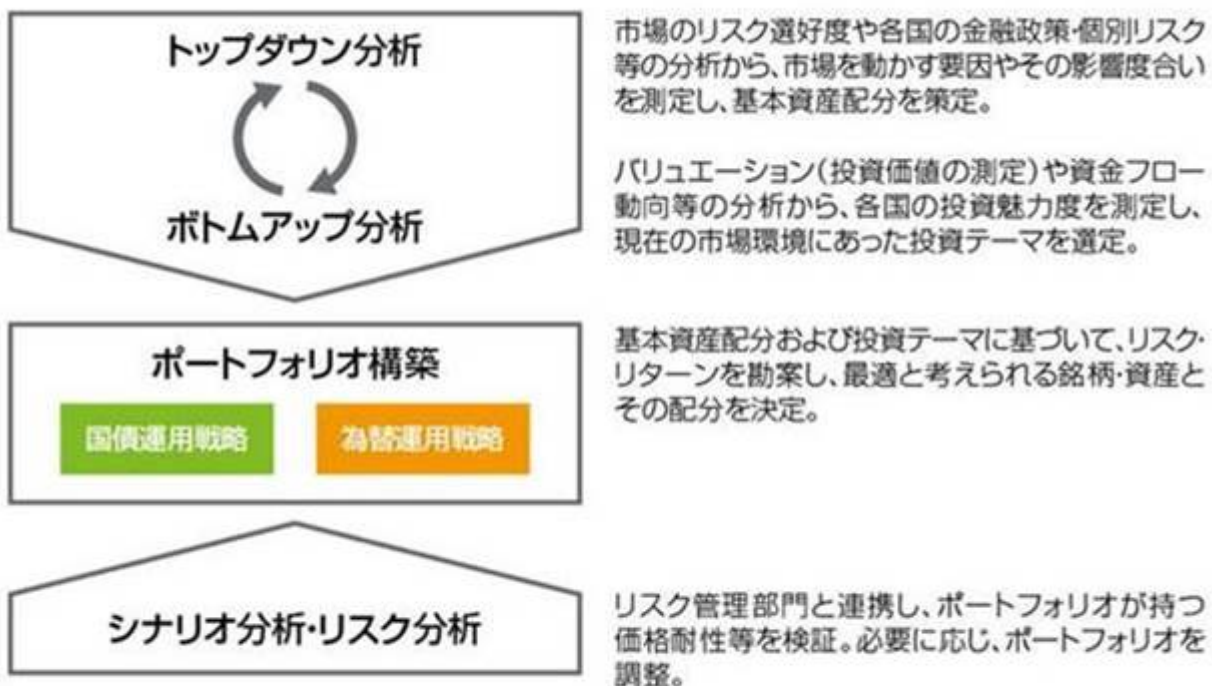 トップダウン分析
ボトムアップ分析
市場のリスク選好度や各国の金融政策・個別リスク
等の分析から、市場を動かす要因やその影響度合い
を測定し、基本資産配分を策定。
バリュエーション(投資価値の測定)や資金フロー
動向等の分析から、各国の投資魅力度を測定し、
現在の市場環境にあった投資テーマを選定。
ポートフォリオ構築
国債運用戦略
為替運用戦略
基本資産配分および投資テーマに基づいて、リスク・
リターンを勘案し、最適と考えられる銘柄・資産と
その配分を決定。
シナリオ分析・リスク分析
リスク管理部門と連携し、ポートフォリオが持つ
価格耐性等を検証。必要に応じ、ポートフォリオを
調整。